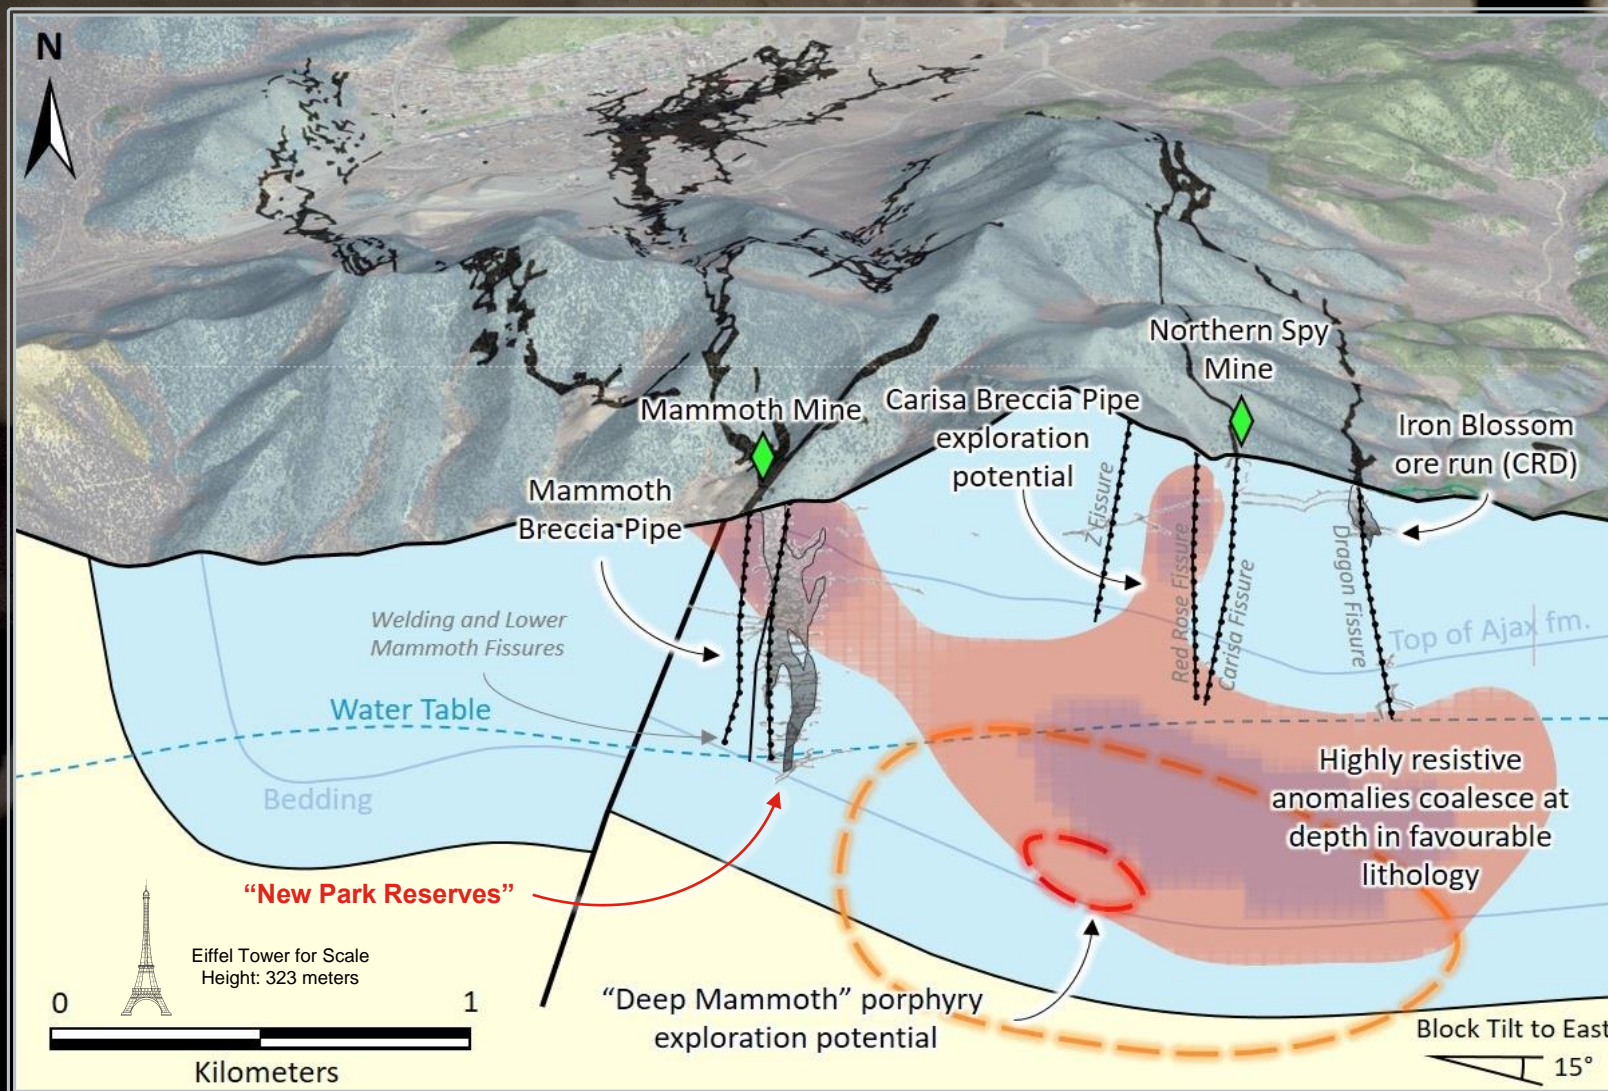 N
Northern Spy
Mine
Mammoth Mine
Carisa Breccia Pipe
exploration
potential
Iron Blossom
ore run (CRD)
Mammoth
Breccia Pipe
Z Fissure
Red Rose Fissure
Carisa Fissure
Dragon Fissure
Welding and Lower
Mammoth Fissures
Top of Ajax fm.
Water Table
Bedding
Highly resistive
anomalies coalesce at
depth in favourable
lithology
“New Park Reserves”
Eiffel Tower for Scale
Height: 323 meters
0 1
Kilometers
“Deep Mammoth” porphyry
exploration potential
Block Tilt to East
15°